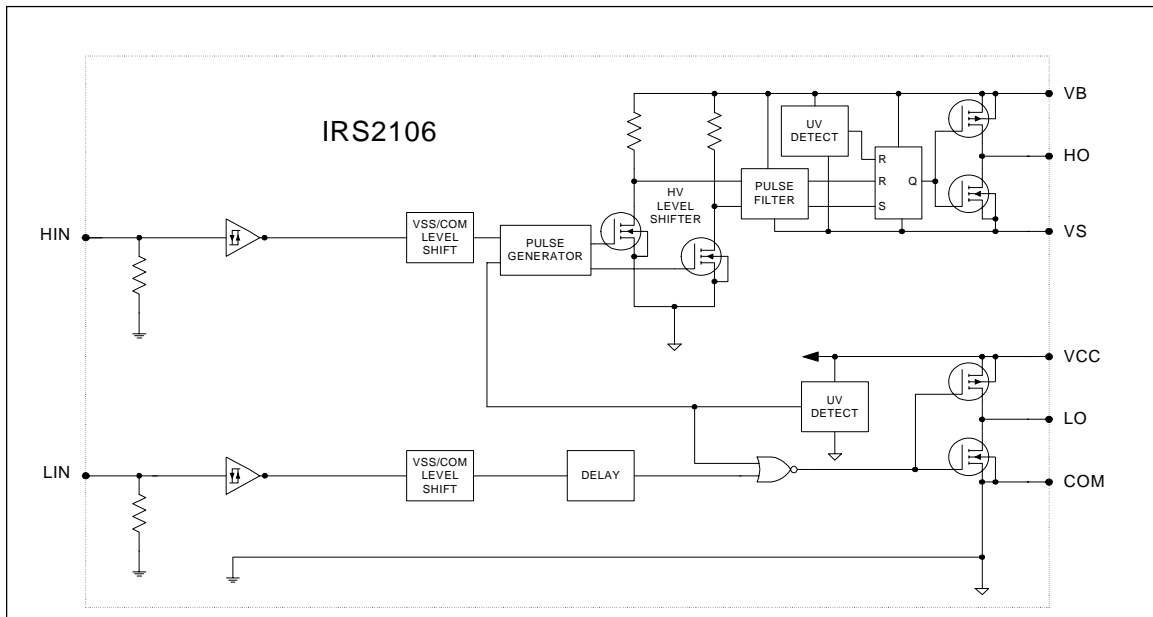 IRS2106
VB
UV
DETECT
HO
R
R
S
Q
PULSE
FILTER
HV
LEVEL
SHIFTER
VS
HIN
VSS/COM
LEVEL
SHIFT
PULSE
GENERATOR
VCC
UV
DETECT
LO
LIN
VSS/COM
LEVEL
SHIFT
DELAY
COM